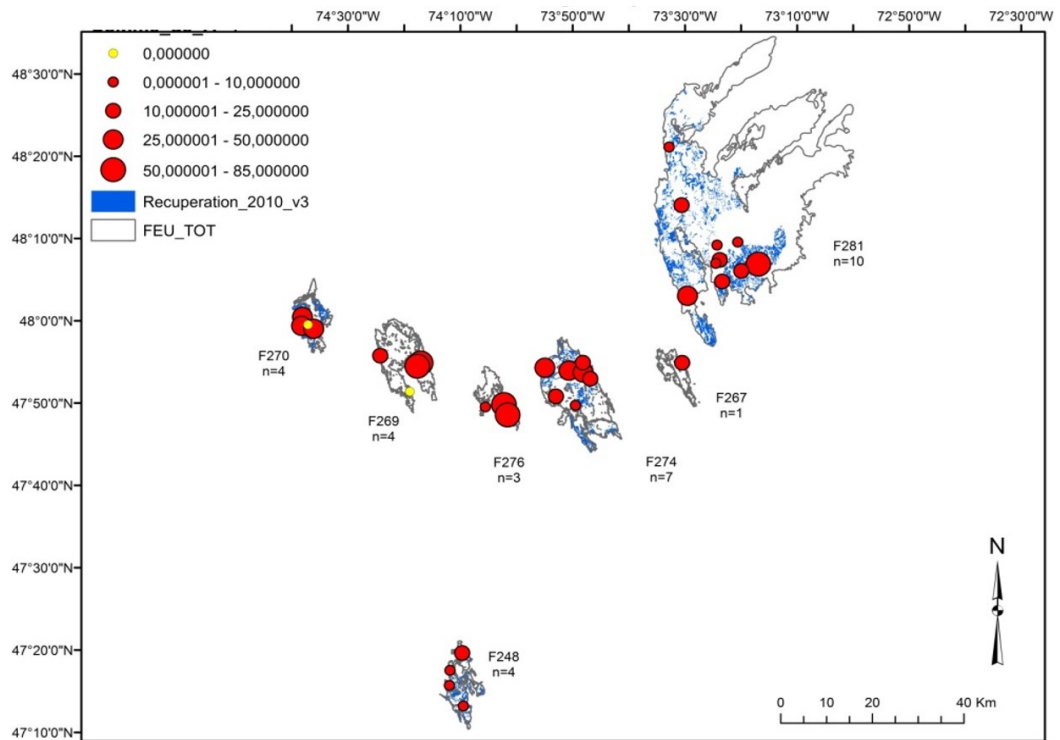 74°30'0"W 74°10'0"W 73°50'0"W 73°30'0"W 73°10'0"W 72°50'0"W 72°30'0"W
48°30'0"N
48°20'0"N
48°10'0"N
48°0'0"N
47°50'0"N
47°40'0"N
47°30'0"N
47°20'0"N
47°10'0"N
0,000000
0,000001 - 10,000000
10,000001 - 25,000000
25,000001 - 50,000000
50,000001 - 85,000000
Recuperation_2010_v3
FEU_TOT
F281
n=10
F270
n=4
F269
n=4
F276
n=3
F274
n=7
F267
n=1
F248
n=4
N
0 10 20 40 Km